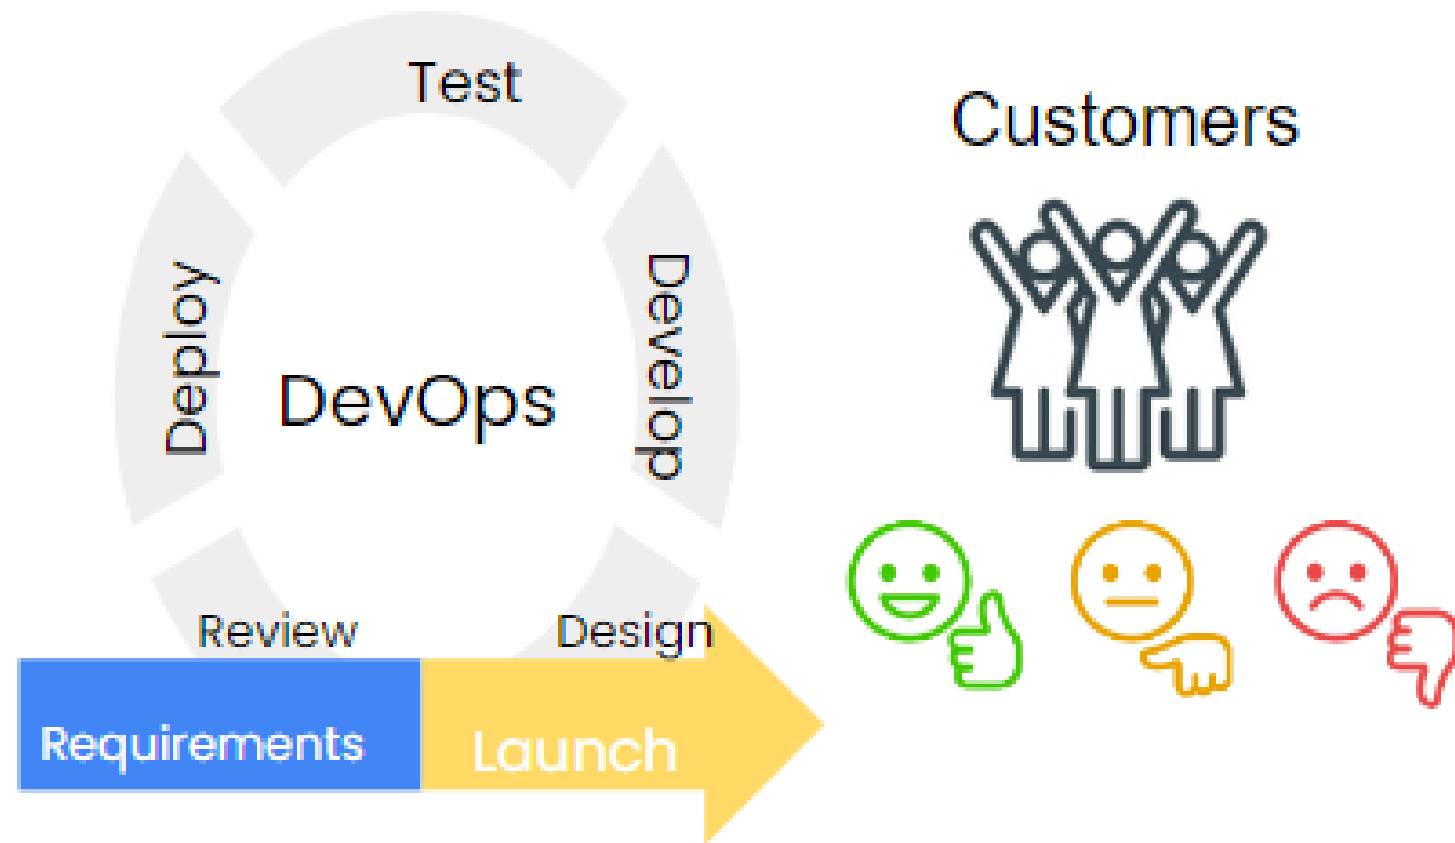 Test
Customers
Deploy
Develop
DevOps
Review
Design
Requirements
Launch